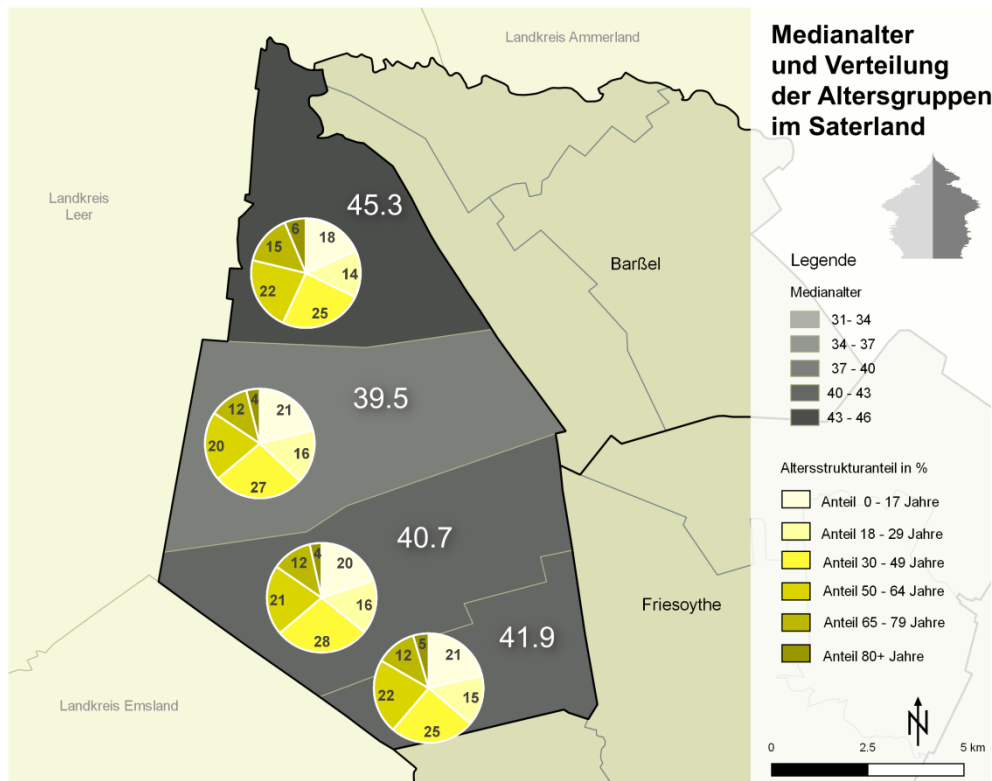 Medianalter
und Verteilung
der Altersgruppen
im Saterland
Landkreis Ammerland
Landkreis
Leer
Barßel
Friesoythe
Landkreis Emsland
45.3
6
18
15
14
22
25
39.5
4
21
12
16
20
27
40.7
4
20
12
16
21
28
41.9
5
21
12
15
22
25
Legende
Medianalter
31- 34
34 - 37
37 - 40
40 - 43
43 - 46
Altersstrukturanteil in %
Anteil 0 - 17 Jahre
Anteil 18 - 29 Jahre
Anteil 30 - 49 Jahre
Anteil 50 - 64 Jahre
Anteil 65 - 79 Jahre
Anteil 80+ Jahre
N
0 2.5 5 km